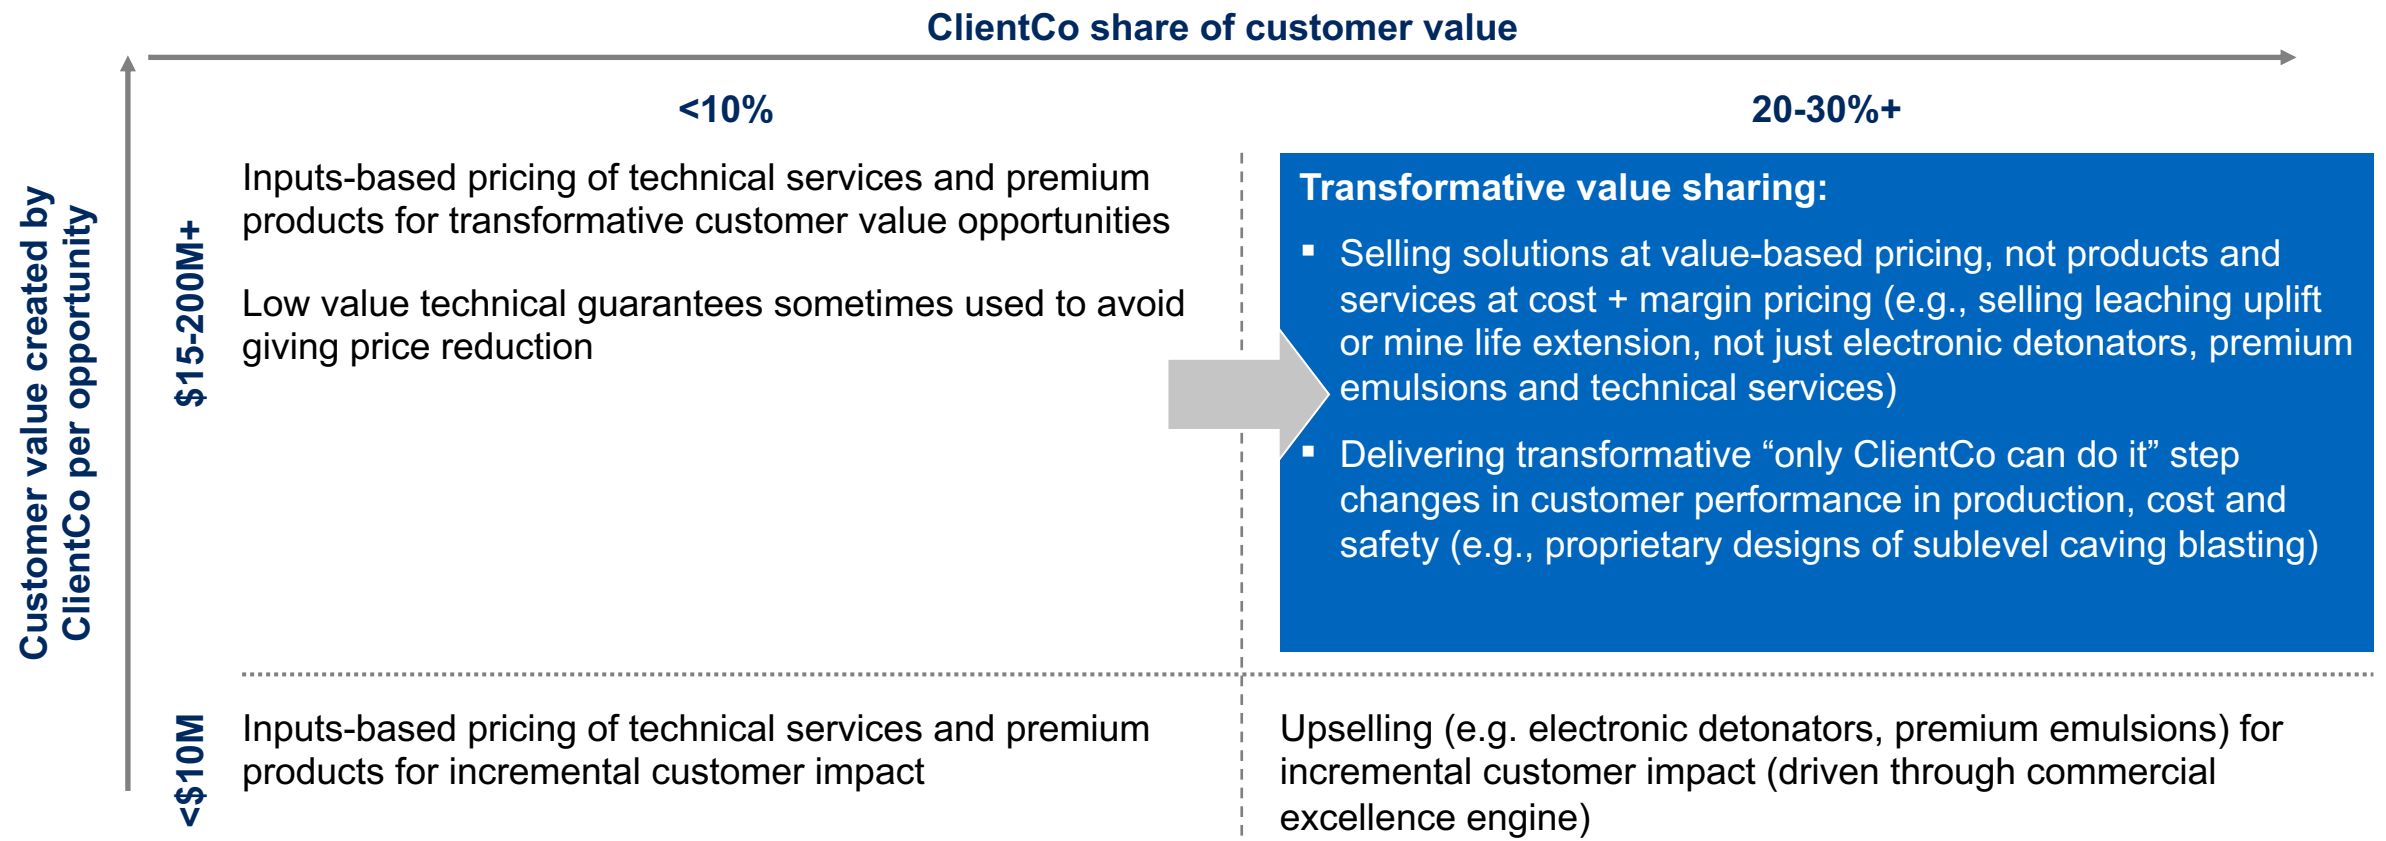 ClientCo share of customer value
<10%
20-30%+
Customer value created by
ClientCo per opportunity
$15-200M+
Inputs-based pricing of technical services and premium
products for transformative customer value opportunities
Low value technical guarantees sometimes used to avoid
giving price reduction
Transformative value sharing:
▪ Selling solutions at value-based pricing, not products and
services at cost + margin pricing (e.g., selling leaching uplift
or mine life extension, not just electronic detonators, premium
emulsions and technical services)
▪ Delivering transformative “only ClientCo can do it” step
changes in customer performance in production, cost and
safety (e.g., proprietary designs of sublevel caving blasting)
<$10M
Inputs-based pricing of technical services and premium
products for incremental customer impact
Upselling (e.g. electronic detonators, premium emulsions) for
incremental customer impact (driven through commercial
excellence engine)